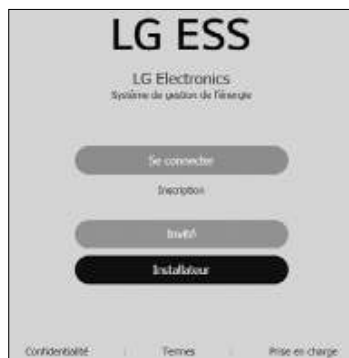 LG ESS
LG Electronics
Système de gestion de l'énergie
Se connecter
Inscription
Invité
Installateur
Confidentialité | Termes | Prise en charge